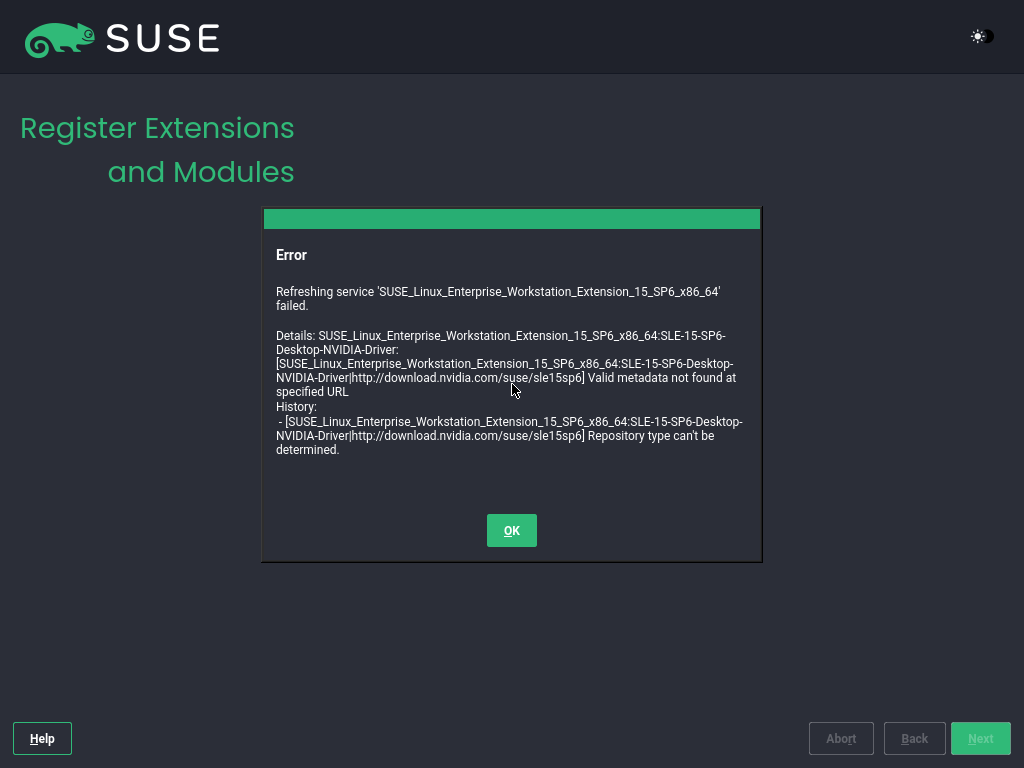 SUSE
Register Extensions
and Modules
Error
Refreshing service 'SUSE_Linux_Enterprise_Workstation_Extension_15_SP6_x86_64'
failed.
Details: SUSE_Linux_Enterprise_Workstation_Extension_15_SP6_x86_64:SLE-15-SP6-
Desktop-NVIDIA-Driver:
[SUSE_Linux_Enterprise_Workstation_Extension_15_SP6_x86_64:SLE-15-SP6-Desktop-
NVIDIA-Driver|http://download.nvidia.com/suse/sle15sp6] Valid metadata not found at
specified URL
History:
- [SUSE_Linux_Enterprise_Workstation_Extension_15_SP6_x86_64:SLE-15-SP6-Desktop-
NVIDIA-Driver|http://download.nvidia.com/suse/sle15sp6] Repository type can't be
determined.
OK
Help Abort Back Next